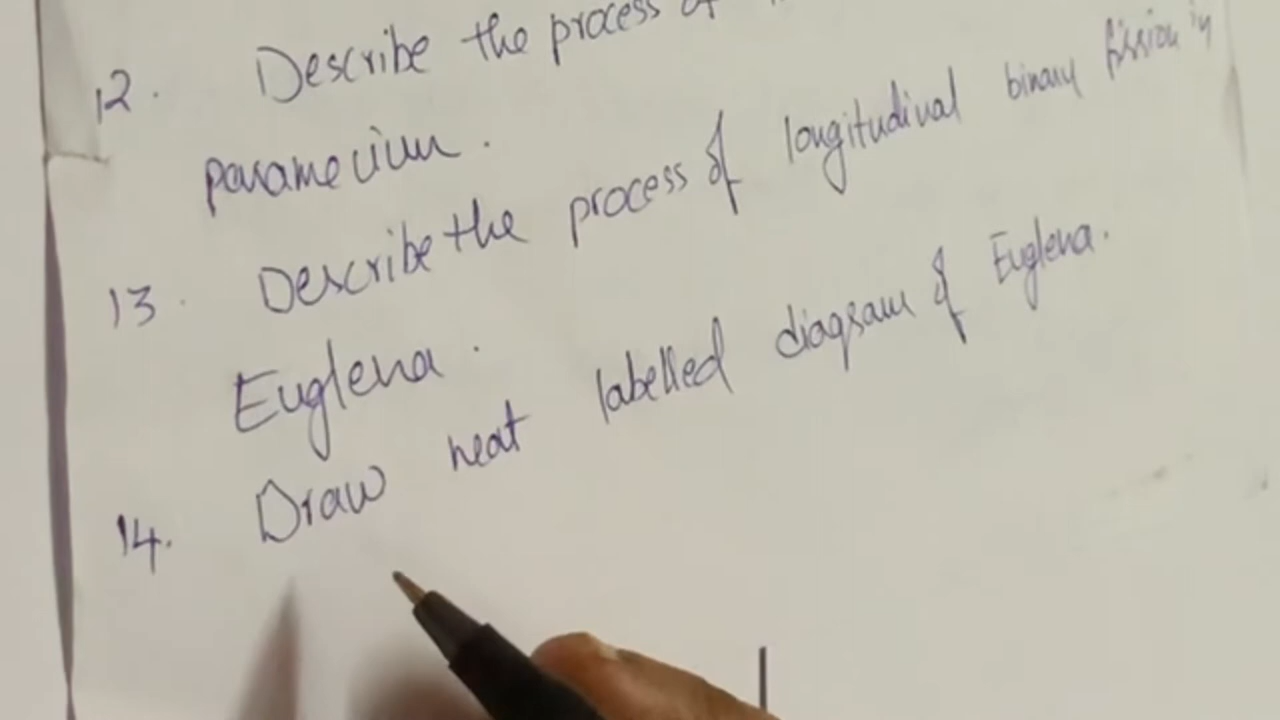 12. Describe the process of
paramecium.
13. Describe the process of longitudinal binary fission in
Euglena.
14. Draw neat labelled diagram of Euglena.